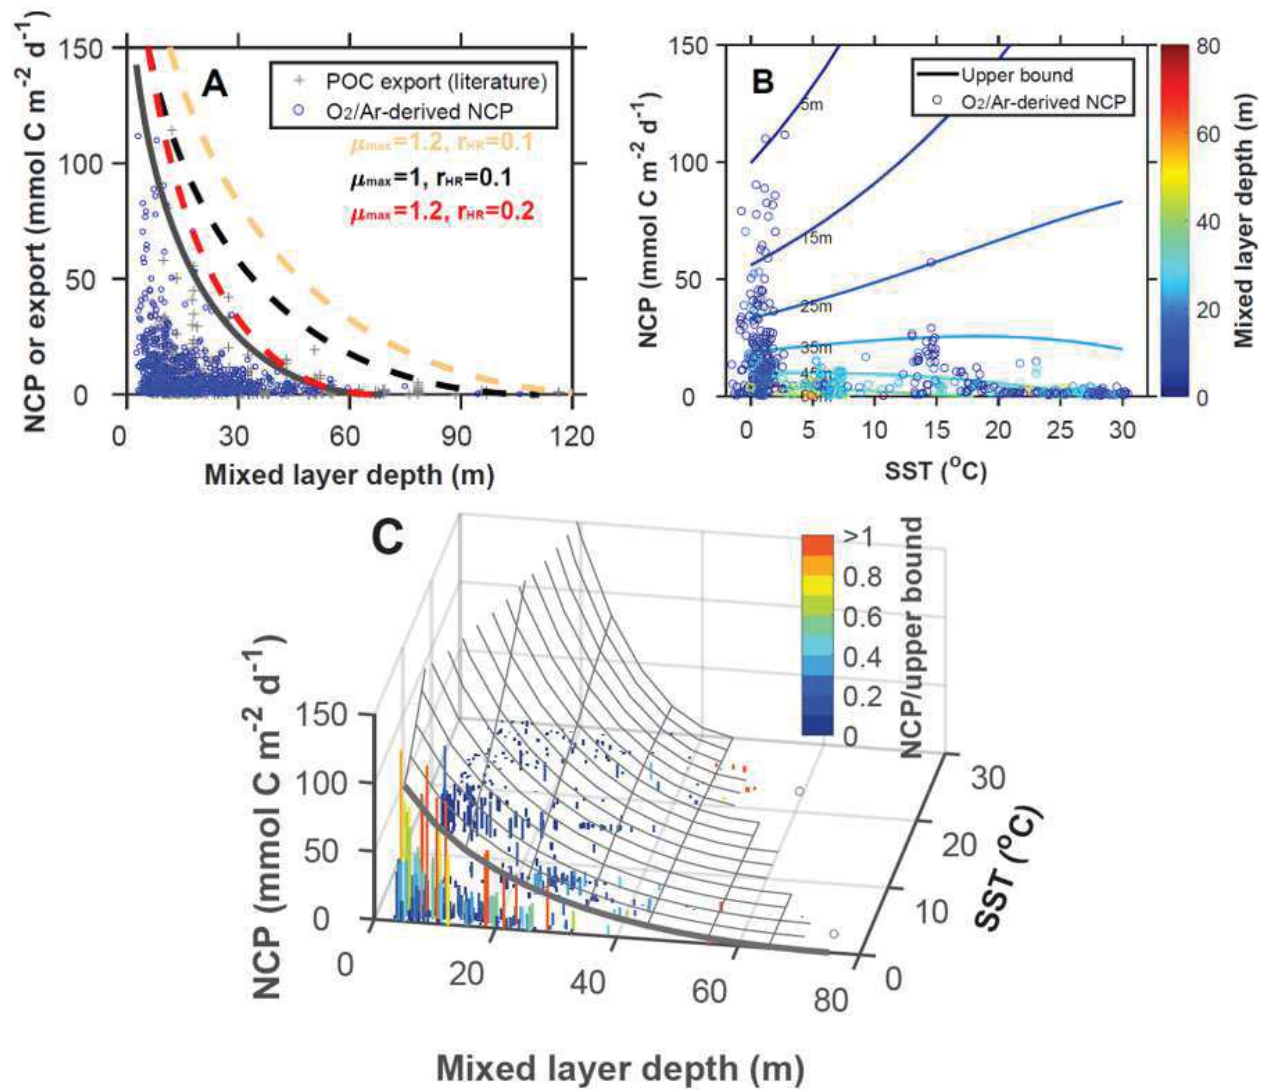 A
NCP or export (mmol C m⁻² d⁻¹)
150
100
50
0
0 30 60 90 120
Mixed layer depth (m)
POC export (literature)
O₂/Ar-derived NCP
μmax=1.2, rHR=0.1
μmax=1, rHR=0.1
μmax=1.2, rHR=0.2
B
NCP (mmol C m⁻² d⁻¹)
150
100
50
0
0 5 10 15 20 25 30
SST (°C)
Upper bound
O₂/Ar-derived NCP
5m
15m
25m
35m
45m
80
60
40
20
0
Mixed layer depth (m)
C
NCP (mmol C m⁻² d⁻¹)
150
100
50
0
0 20 40 60 80
Mixed layer depth (m)
0
10
20
30
SST (°C)
>1
0.8
0.6
0.4
0.2
0
NCP/upper bound